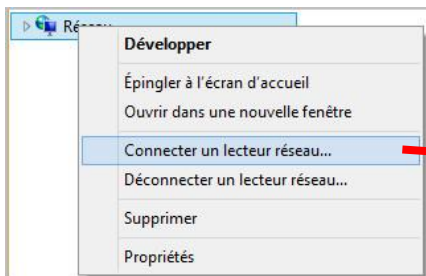 Développer
Épingler à l'écran d'accueil
Ouvrir dans une nouvelle fenêtre
Connecter un lecteur réseau...
Déconnecter un lecteur réseau...
Supprimer
Propriétés